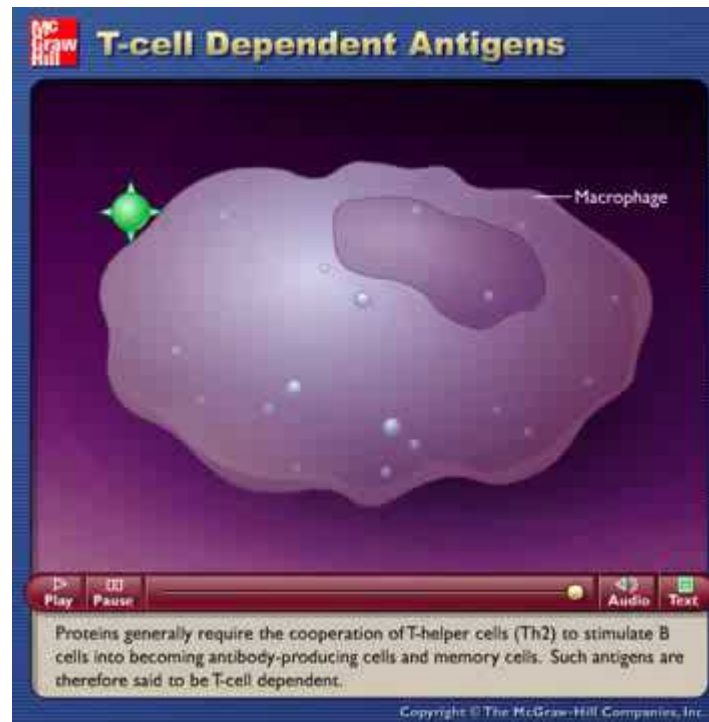 Mc
Graw
Hill
T-cell Dependent Antigens
Macrophage
Play
Pause
Audio
Text
Proteins generally require the cooperation of T-helper cells (Th2) to stimulate B
cells into becoming antibody-producing cells and memory cells. Such antigens are
therefore said to be T-cell dependent.
Copyright © The McGraw-Hill Companies, Inc